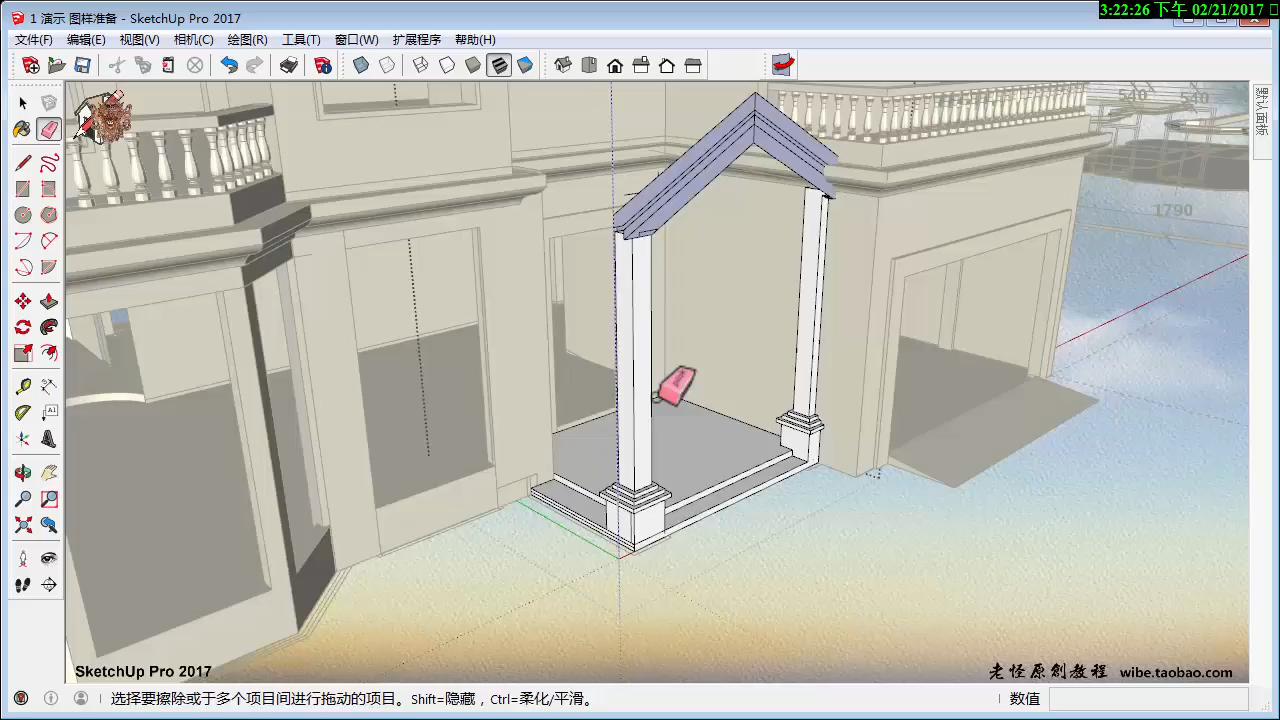 3:22:26 下午 02/21/2017
1 演示 图样准备 - SketchUp Pro 2017
文件(F) 编辑(E) 视图(V) 相机(C) 绘图(R) 工具(T) 窗口(W) 扩展程序 帮助(H)
默认面板
540 540
1790
A1
SketchUp Pro 2017
老怪原創教程 wibe.taobao.com
选择要擦除或于多个项目间进行拖动的项目。Shift=隐藏，Ctrl=柔化/平滑。
数值